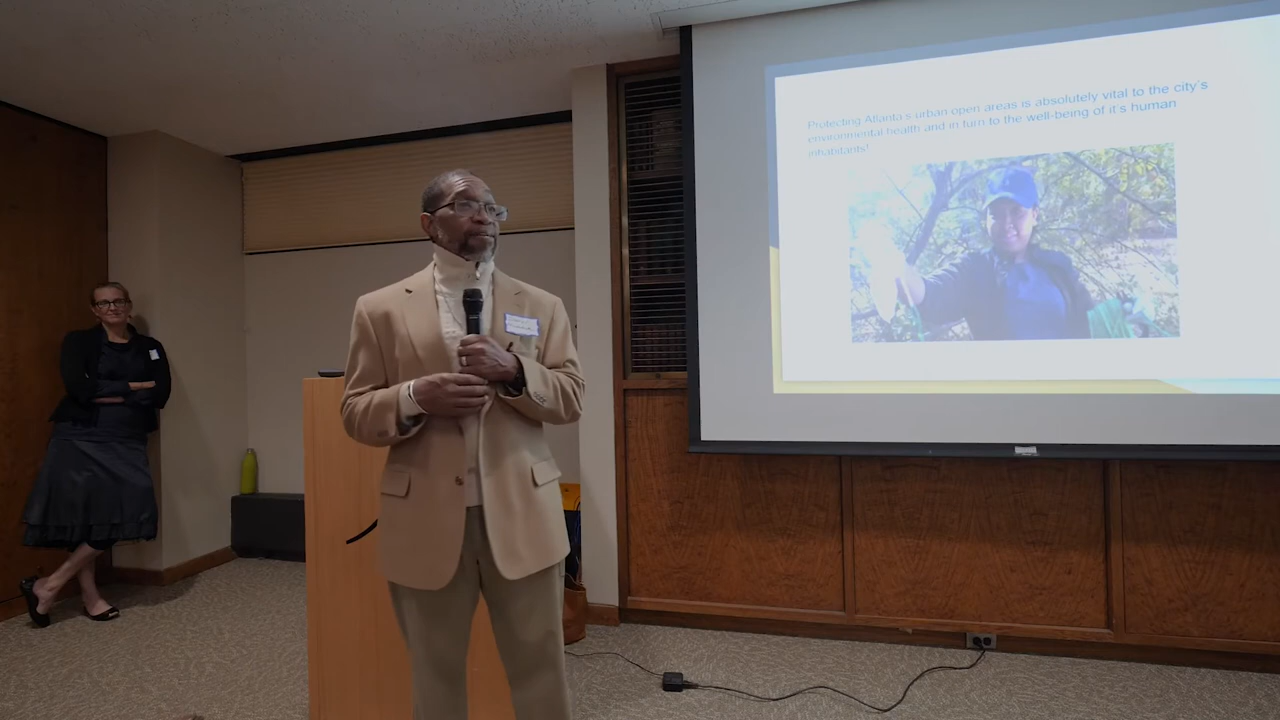 Protecting Atlanta's urban open areas is absolutely vital to the city's
environmental health and in turn to the well-being of it's human
inhabitants!